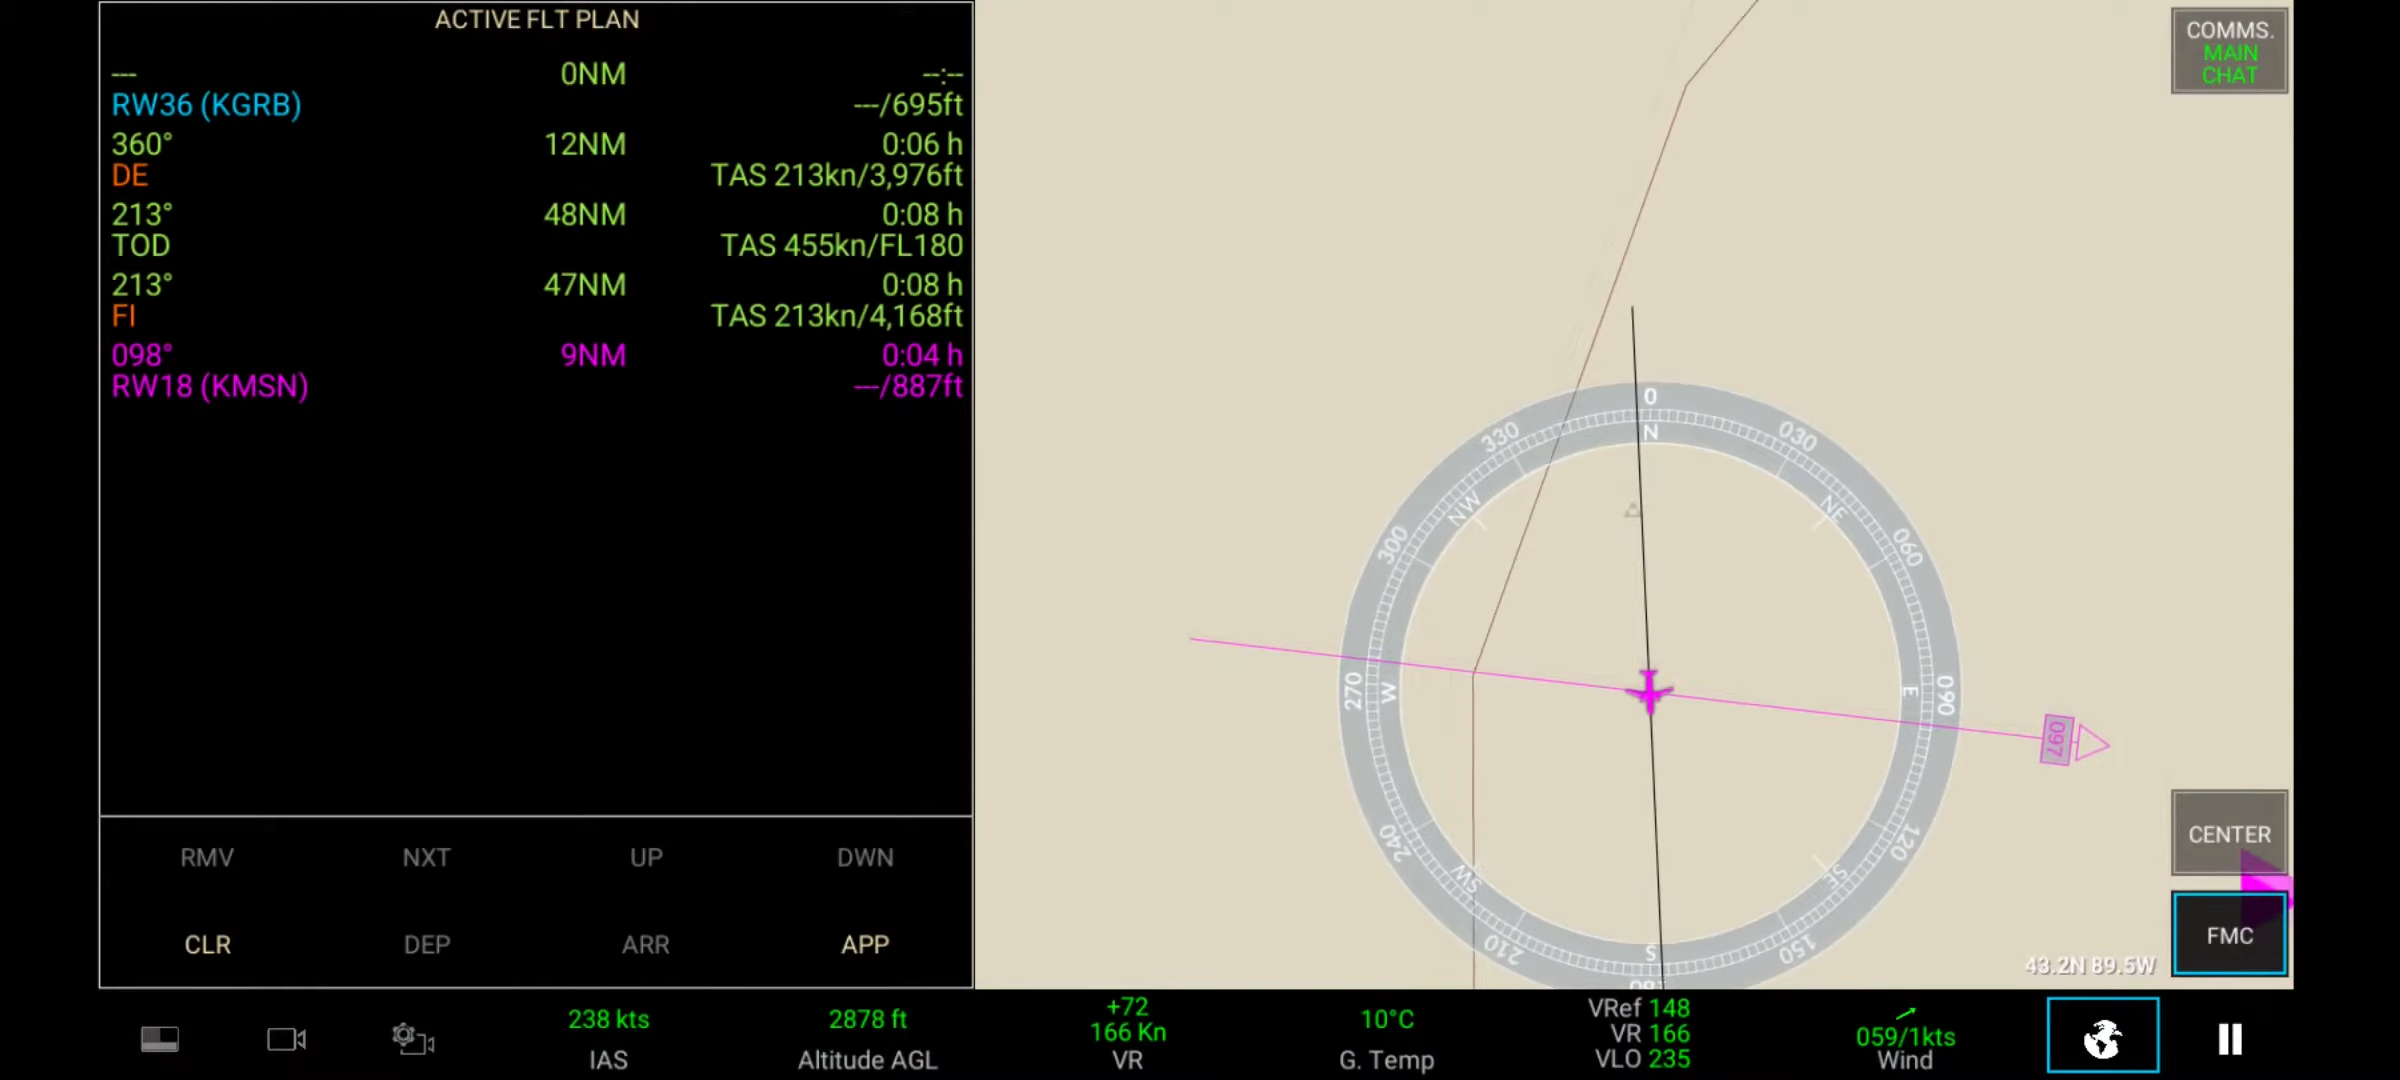 ACTIVE FLT PLAN
--- 0NM --:--
RW36 (KGRB) ---/695ft
360° 12NM 0:06 h
DE TAS 213kn/3,976ft
213° 48NM 0:08 h
TOD TAS 455kn/FL180
213° 47NM 0:08 h
FI TAS 213kn/4,168ft
098° 9NM 0:04 h
RW18 (KMSN) ---/887ft
RMV NXT UP DWN
CLR DEP ARR APP
COMMS.
MAIN
CHAT
0
N
330
030
NW
NE
300
060
270
W
E
090
097
240
120
SW
SE
210
S
150
180
CENTER
FMC
43.2N 89.5W
238 kts
IAS
2878 ft
Altitude AGL
+72
166 Kn
VR
10°C
G. Temp
VRef 148
VR 166
VLO 235
059/1kts
Wind